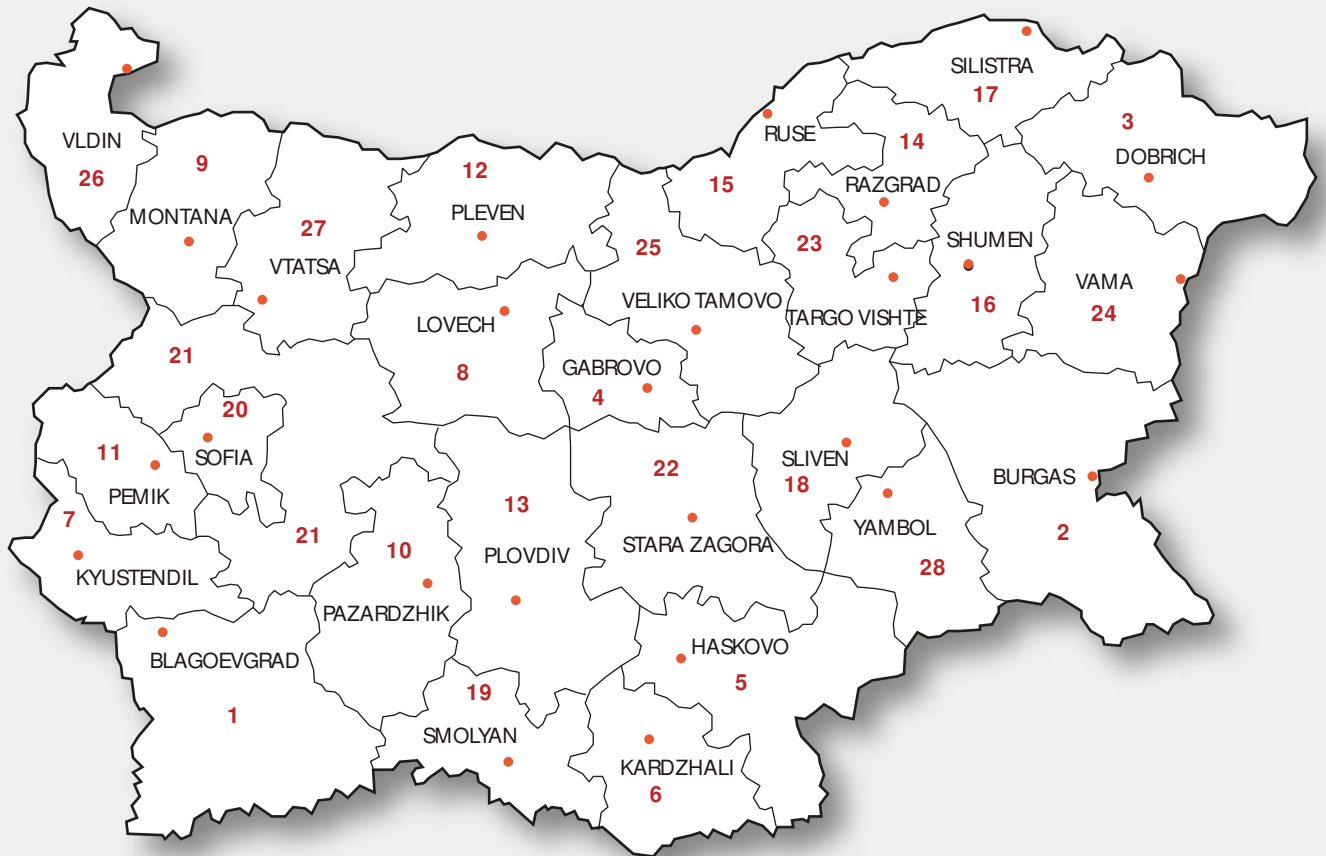 SILISTRA
17
3
DOBRICH
RUSE
14
15
RAZGRAD
VLDIN
26
9
MONTANA
12
PLEVEN
27
VTATSA
25
VELIKO TAMOVO
23
TARGO VISHTE
SHUMEN
16
VAMA
24
LOVECH
8
GABROVO
4
21
20
SOFIA
11
PEMIK
7
KYUSTENDIL
21
10
PAZARDZHIK
13
PLOVDIV
22
STARA ZAGORA
SLIVEN
18
YAMBOL
28
BURGAS
2
BLAGOEVGRAD
1
19
SMOLYAN
HASKOVO
5
KARDZHALI
6